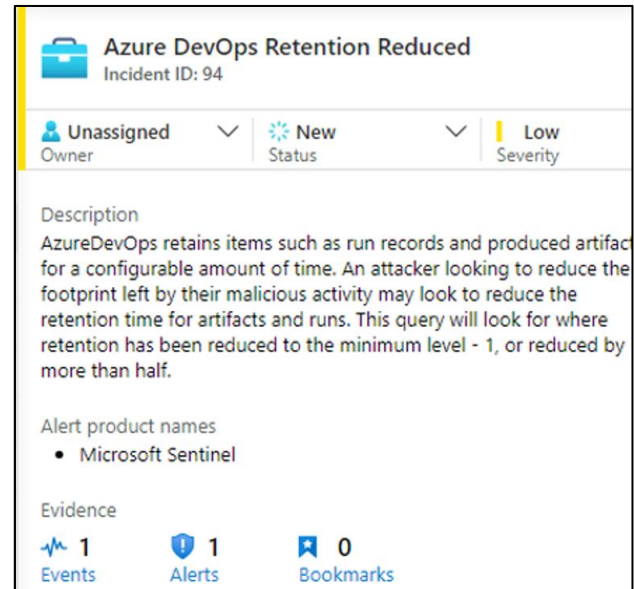 Azure DevOps Retention Reduced
Incident ID: 94
Unassigned New Low
Owner Status Severity
Description
AzureDevOps retains items such as run records and produced artifact
for a configurable amount of time. An attacker looking to reduce the
footprint left by their malicious activity may look to reduce the
retention time for artifacts and runs. This query will look for where
retention has been reduced to the minimum level - 1, or reduced by
more than half.
Alert product names
• Microsoft Sentinel
Evidence
1 1 0
Events Alerts Bookmarks